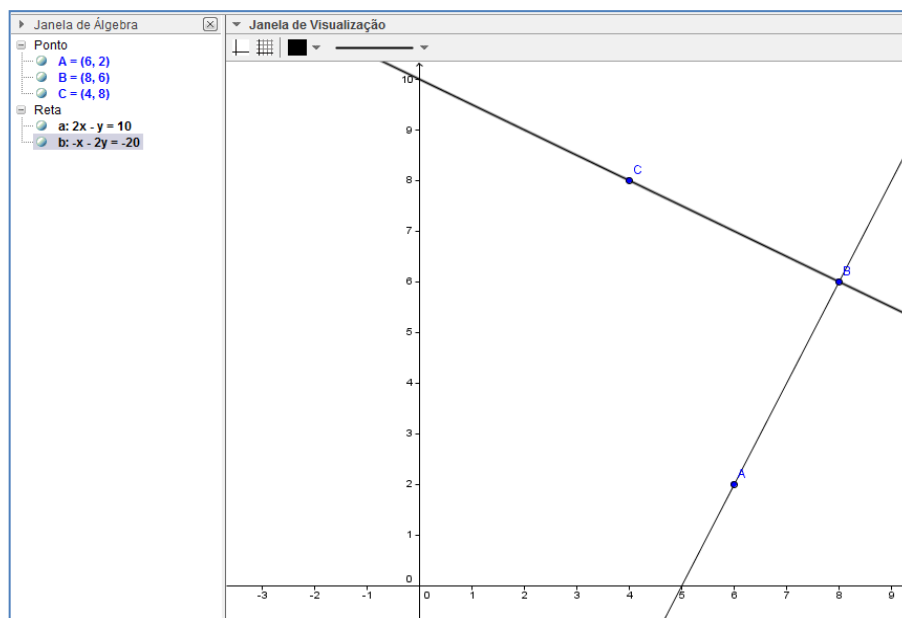 Janela de Álgebra
Ponto
A = (6, 2)
B = (8, 6)
C = (4, 8)
Reta
a: 2x - y = 10
b: -x - 2y = -20
Janela de Visualização
10
9
C
8
7
B
6
5
4
3
A
2
1
0
-3 -2 -1 0 1 2 3 4 5 6 7 8 9